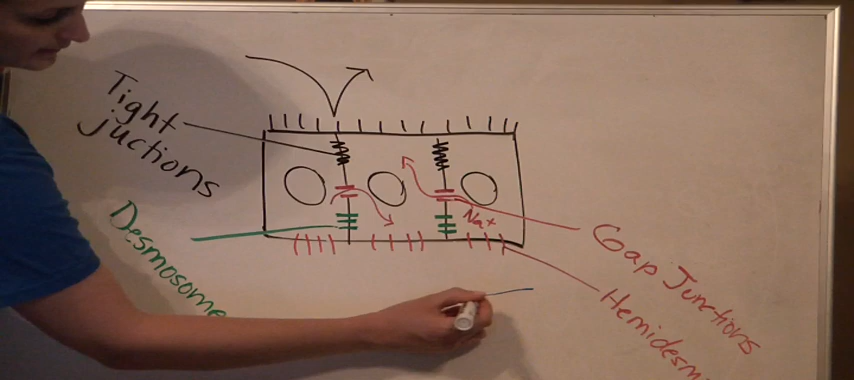 Tight
juctions
Desmosome
Na+
Gap Junctions
Hemidesm